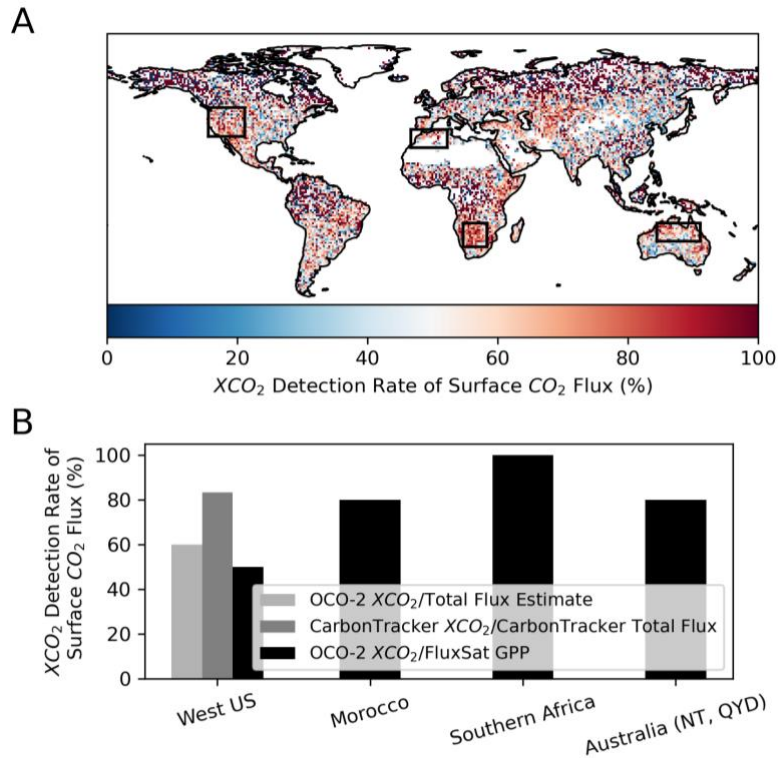 A
0 20 40 60 80 100
XCO₂ Detection Rate of Surface CO₂ Flux (%)
B
XCO₂ Detection Rate of
Surface CO₂ Flux (%)
100
80
60
40
20
0
OCO-2 XCO₂/Total Flux Estimate
CarbonTracker XCO₂/CarbonTracker Total Flux
OCO-2 XCO₂/FluxSat GPP
West US
Morocco
Southern Africa
Australia (NT, QYD)